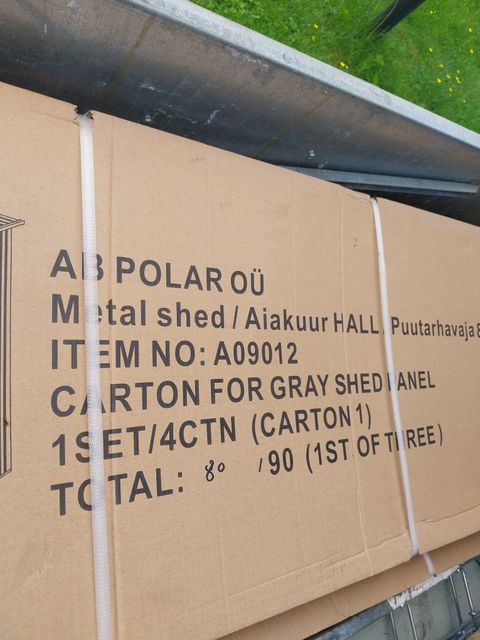 AB POLAR OÜ
Metal shed / Aiakuur HALL / Puutarhavaja
ITEM NO: A09012
CARTON FOR GRAY SHED PANEL
1SET/4CTN (CARTON 1)
TOTAL: 80 /90 (1ST OF THREE)